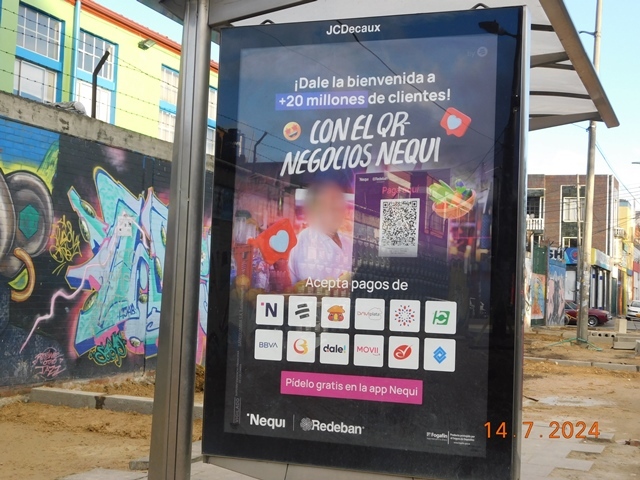 JCDecaux
¡Dale la bienvenida a
+20 millones de clientes!
CON EL QR
NEGOCIOS NEQUI
Acepta pagos de
N
BBVA
dale!
MOVii
Pídelo gratis en la app Nequi
Nequi
Redeban
Fogafín
14.7.2024